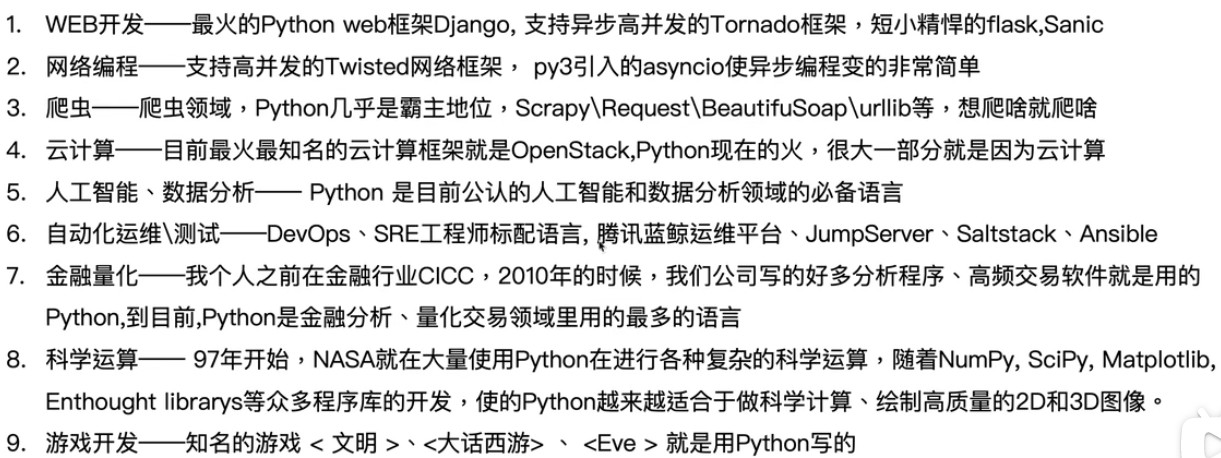 1. WEB开发——最火的Python web框架Django, 支持异步高并发的Tornado框架，短小精悍的flask,Sanic
2. 网络编程——支持高并发的Twisted网络框架， py3引入的asyncio使异步编程变的非常简单
3. 爬虫——爬虫领域，Python几乎是霸主地位，Scrapy\Request\BeautifuSoap\urllib等，想爬啥就爬啥
4. 云计算——目前最火最知名的云计算框架就是OpenStack,Python现在的火，很大一部分就是因为云计算
5. 人工智能、数据分析—— Python 是目前公认的人工智能和数据分析领域的必备语言
6. 自动化运维\测试——DevOps、SRE工程师标配语言, 腾讯蓝鲸运维平台、JumpServer、Saltstack、Ansible
7. 金融量化——我个人之前在金融行业CICC，2010年的时候，我们公司写的好多分析程序、高频交易软件就是用的
Python,到目前,Python是金融分析、量化交易领域里用的最多的语言
8. 科学运算—— 97年开始，NASA就在大量使用Python在进行各种复杂的科学运算，随着NumPy, SciPy, Matplotlib,
Enthought librarys等众多程序库的开发，使的Python越来越适合于做科学计算、绘制高质量的2D和3D图像。
9. 游戏开发——知名的游戏 < 文明 >、<大话西游> 、 <Eve > 就是用Python写的